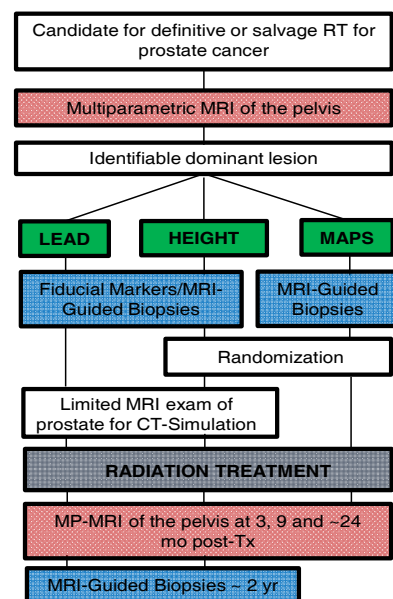 Candidate for definitive or salvage RT for
prostate cancer
Multiparametric MRI of the pelvis
Identifiable dominant lesion
LEAD
HEIGHT
MAPS
Fiducial Markers/MRI-
Guided Biopsies
MRI-Guided
Biopsies
Randomization
Limited MRI exam of
prostate for CT-Simulation
RADIATION TREATMENT
MP-MRI of the pelvis at 3, 9 and ~24
mo post-Tx
MRI-Guided Biopsies ~ 2 yr